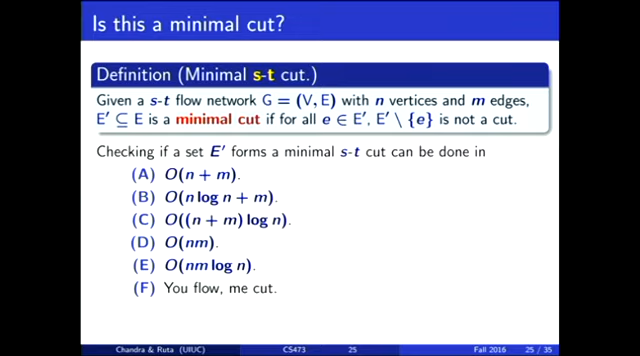 Is this a minimal cut?
Definition (Minimal s-t cut.)
Given a s-t flow network G = (V, E) with n vertices and m edges,
E′ ⊆ E is a minimal cut if for all e ∈ E′, E′ \ {e} is not a cut.
Checking if a set E′ forms a minimal s-t cut can be done in
(A) O(n + m).
(B) O(n log n + m).
(C) O((n + m) log n).
(D) O(nm).
(E) O(nm log n).
(F) You flow, me cut.
Chandra & Ruta (UIUC) CS473 25 Fall 2016 25 / 35